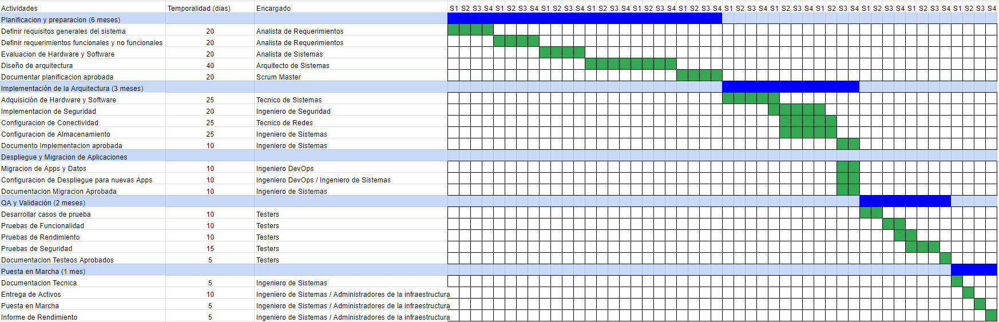 Actividades Temporalidad (dias) Encargado S1 S2 S3 S4 S1 S2 S3 S4 S1 S2 S3 S4 S1 S2 S3 S4 S1 S2 S3 S4 S1 S2 S3 S4 S1 S2 S3 S4 S1 S2 S3 S4 S1 S2 S3 S4 S1 S2 S3 S4 S1 S2 S3 S4 S1 S2 S3 S4
Planificacion y preparacion (6 meses)
Definir requisitos generales del sistema 20 Analista de Requerimientos
Definir requerimientos funcionales y no funcionales 20 Analista de Requerimientos
Evaluacion de Hardware y Software 20 Analista de Sistemas
Diseño de arquitectura 40 Arquitecto de Sistemas
Documentar planificacion aprobada 20 Scrum Master
Implementación de la Arquitectura (3 meses)
Adquisición de Hardware y Software 25 Tecnico de Sistemas
Implementacion de Seguridad 20 Ingeniero de Seguridad
Configuracion de Conectividad 25 Tecnico de Redes
Configuracion de Almacenamiento 25 Ingeniero de Sistemas
Documento Implementacion aprobada 10 Ingeniero de Sistemas
Despliegue y Migracion de Aplicaciones
Migracion de Apps y Datos 10 Ingeniero DevOps
Configuracion de Despliegue para nuevas Apps 10 Ingeniero DevOps / Ingeniero de Sistemas
Documentacion Migracion Aprobada 10 Ingeniero de Sistemas
QA y Validación (2 meses)
Desarrollar casos de prueba 10 Testers
Pruebas de Funcionalidad 10 Testers
Pruebas de Rendimiento 10 Testers
Pruebas de Seguridad 15 Testers
Documentacion Testeos Aprobados 5 Testers
Puesta en Marcha (1 mes)
Documentacion Tecnica 5 Ingeniero de Sistemas
Entrega de Activos 10 Ingeniero de Sistemas / Administradores de la infraestructura
Puesta en Marcha 5 Ingeniero de Sistemas / Administradores de la infraestructura
Informe de Rendimiento 5 Ingeniero de Sistemas / Administradores de la infraestructura